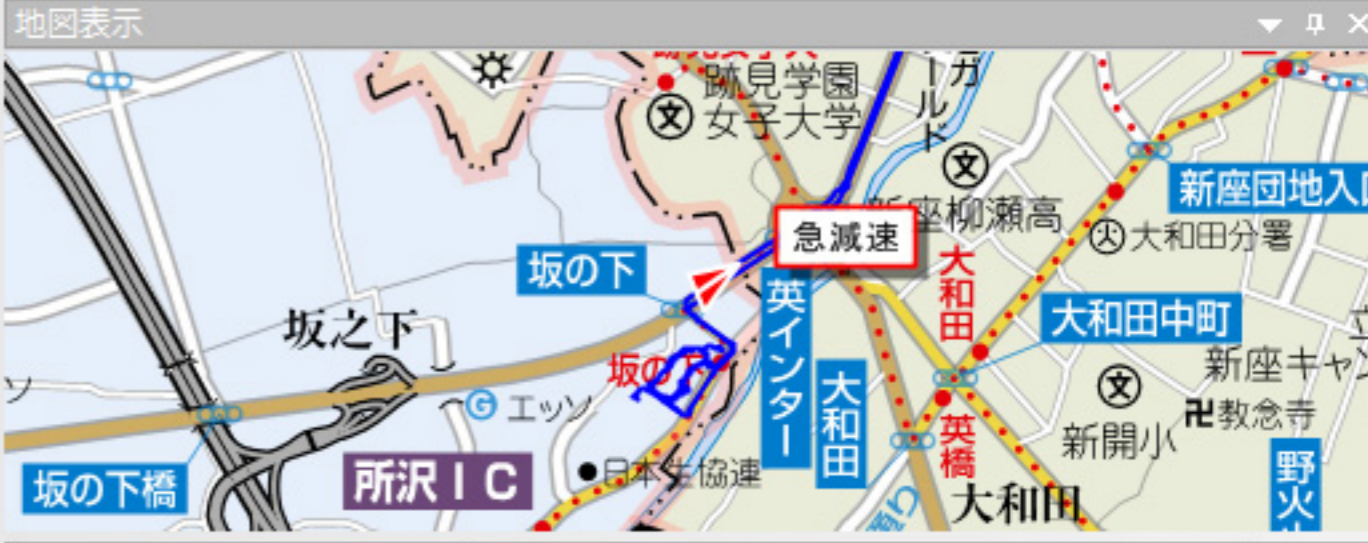 地図表示
跡見学園
女子大学
ガ
ールド
文
文
新座団地入
新座柳瀬高
急減速
火
大和田分署
坂の下
大和田
英インター
大和田中町
坂之下
坂の下
大和田
新座キャン
文
G
エッソ
卍教念寺
英橋
新開小
坂の下橋
所沢IC
日本生協連
大和田
野火